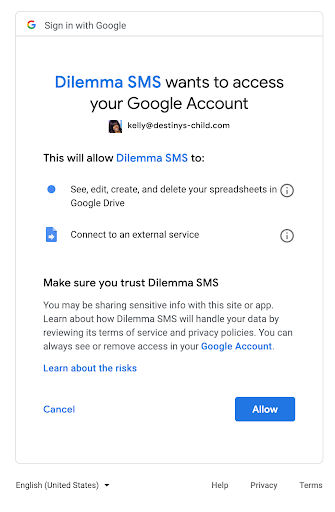 Sign in with Google
Dilemma SMS wants to access
your Google Account
kelly@destinys-child.com
This will allow Dilemma SMS to:
See, edit, create, and delete your spreadsheets in
Google Drive
Connect to an external service
Make sure you trust Dilemma SMS
You may be sharing sensitive info with this site or app.
Learn about how Dilemma SMS will handle your data by
reviewing its terms of service and privacy policies. You can
always see or remove access in your Google Account.
Learn about the risks
Cancel
Allow
English (United States)
Help
Privacy
Terms